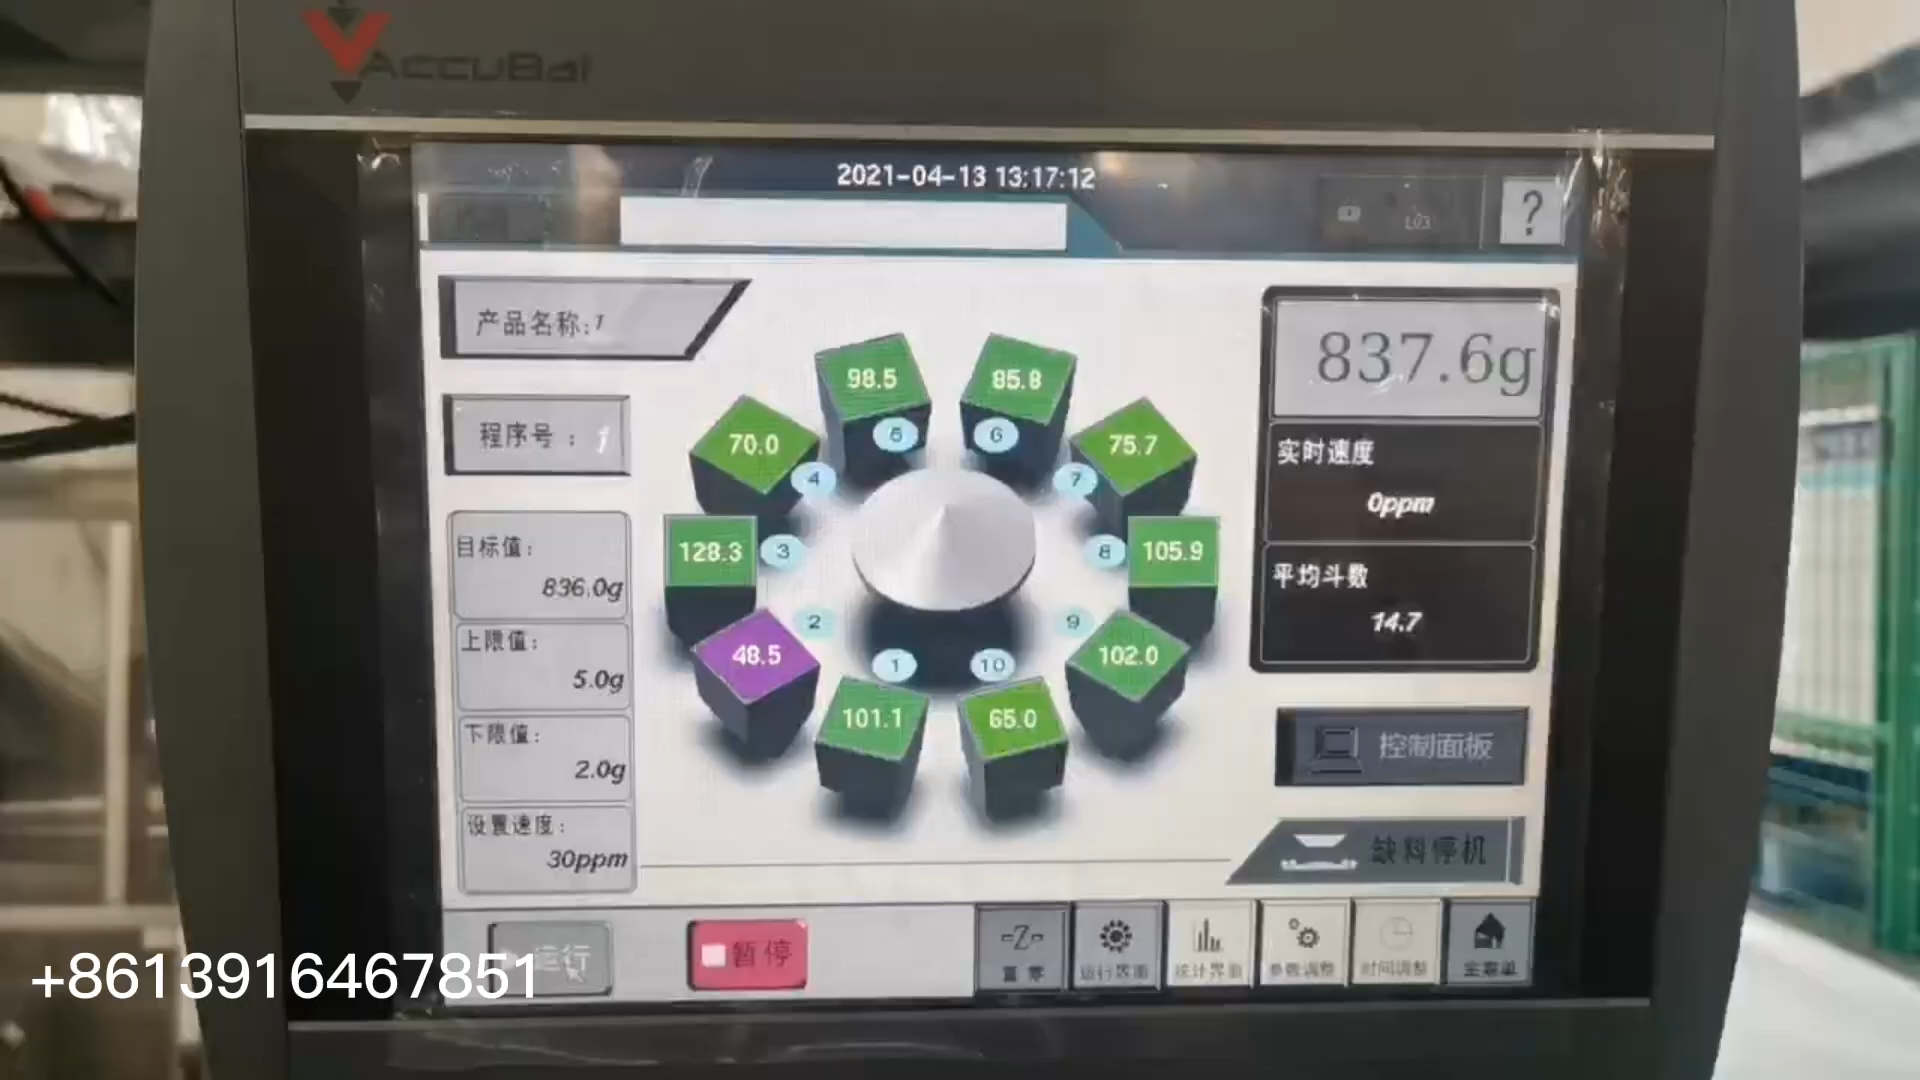 AccuBal
2021-04-13 13:17:12
L03
?
产品名称:1
程序号 : 1
目标值:
836.0g
上限值:
5.0g
下限值:
2.0g
设置速度:
30ppm
98.5
85.8
70.0
5
6
75.7
4
7
128.3
3
8
105.9
48.5
2
9
102.0
1
10
101.1
65.0
837.6g
实时速度
0ppm
平均斗数
14.7
控制面板
缺料停机
运行
暂停
-Z-
置零
运行界面
统计界面
参数调整
时间调整
主菜单
+8613916467851